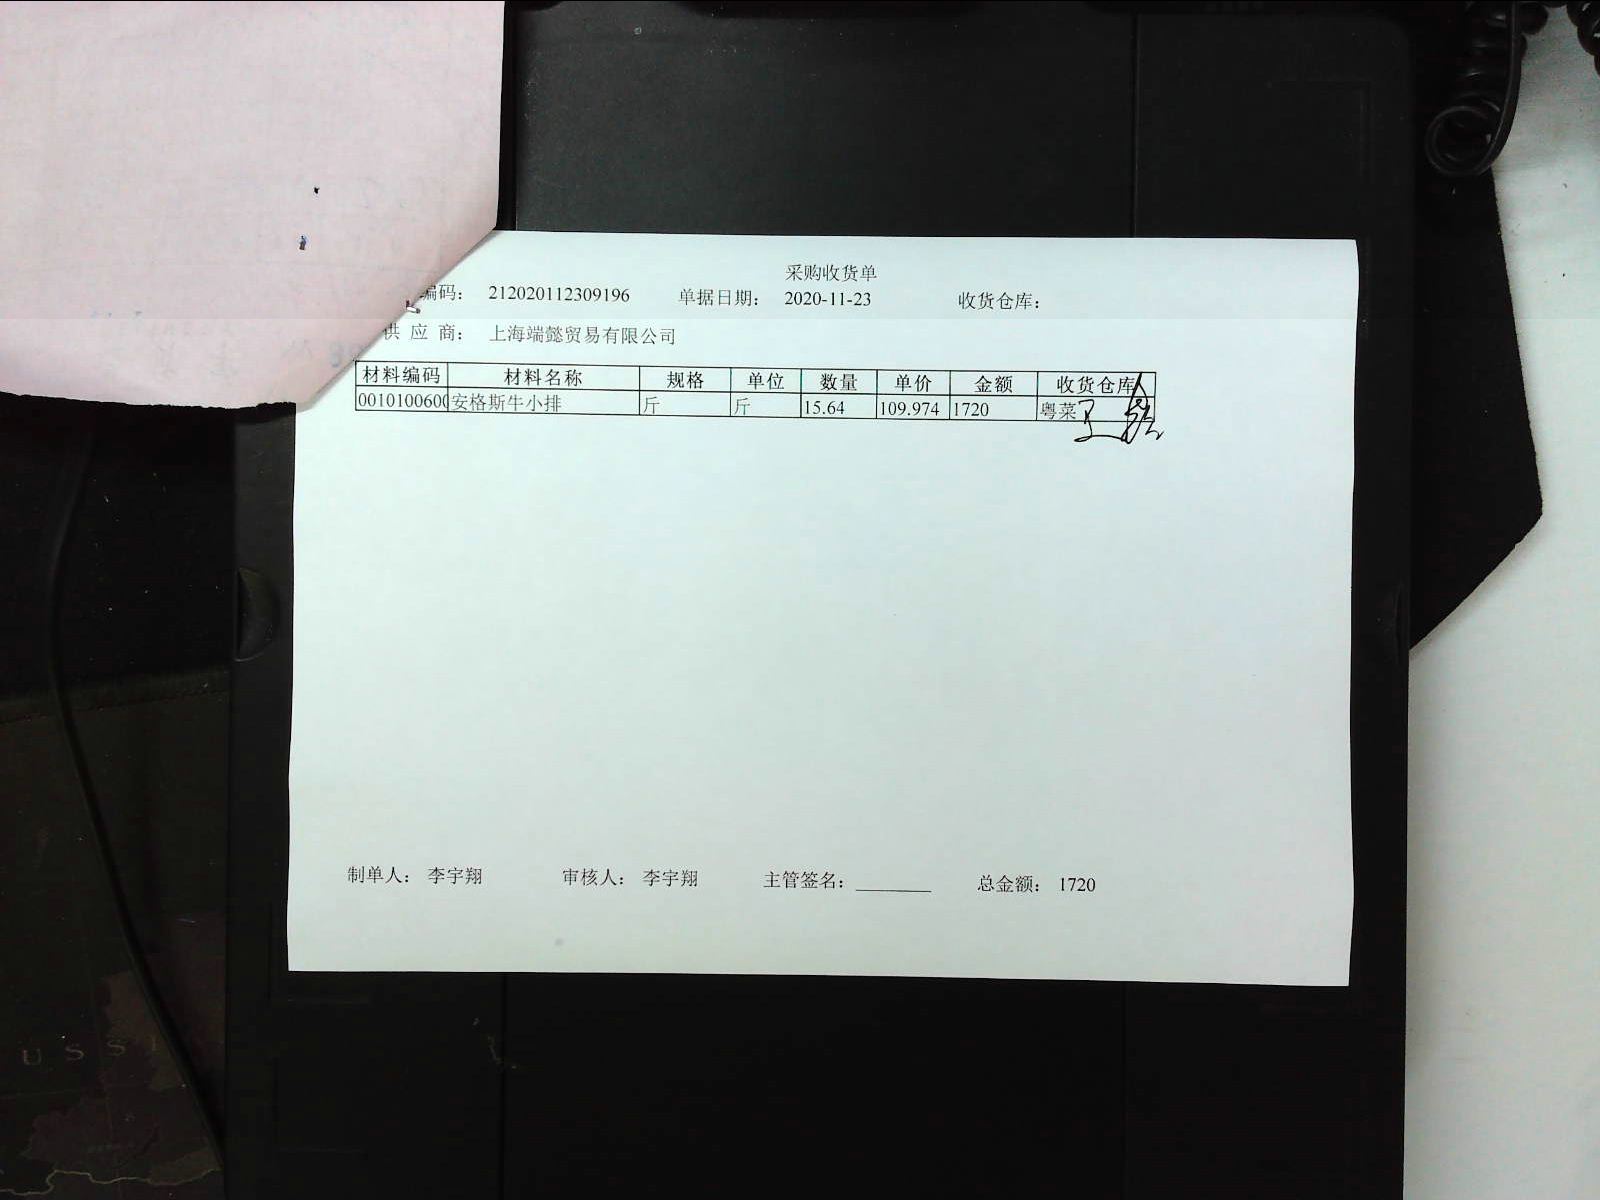 采购收货单
编码： 212020112309196 单据日期： 2020-11-23 收货仓库：
供 应 商： 上海端懿贸易有限公司
材料编码 材料名称 规格 单位 数量 单价 金额 收货仓库
0010100600 安格斯牛小排 斤 斤 15.64 109.974 1720 粤菜
制单人： 李宇翔 审核人： 李宇翔 主管签名： 总金额： 1720